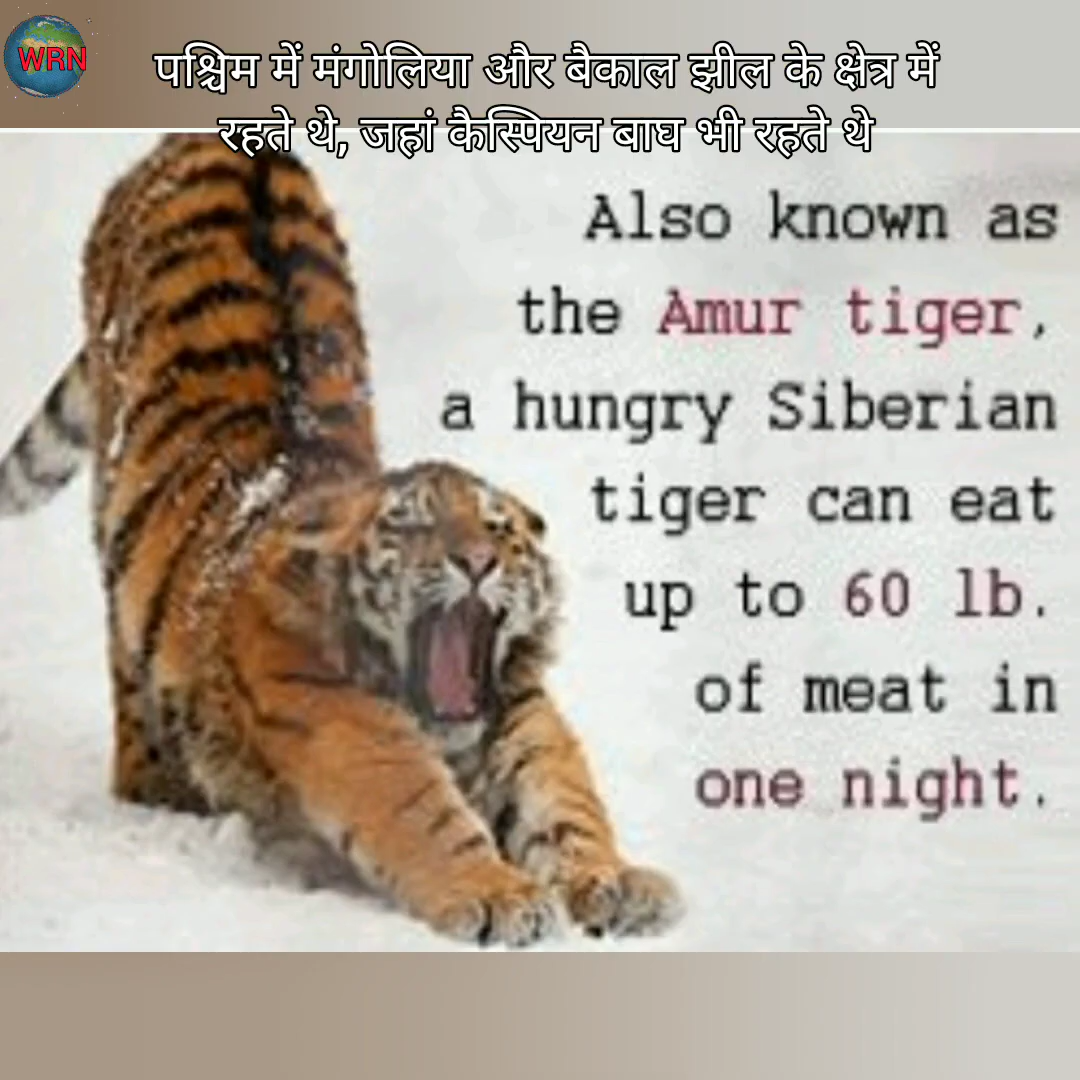 WRN
पश्चिम में मंगोलिया और बैकाल झील के क्षेत्र में
रहते थे, जहां कैस्पियन बाघ भी रहते थे
Also known as
the Amur tiger,
a hungry Siberian
tiger can eat
up to 60 lb.
of meat in
one night.